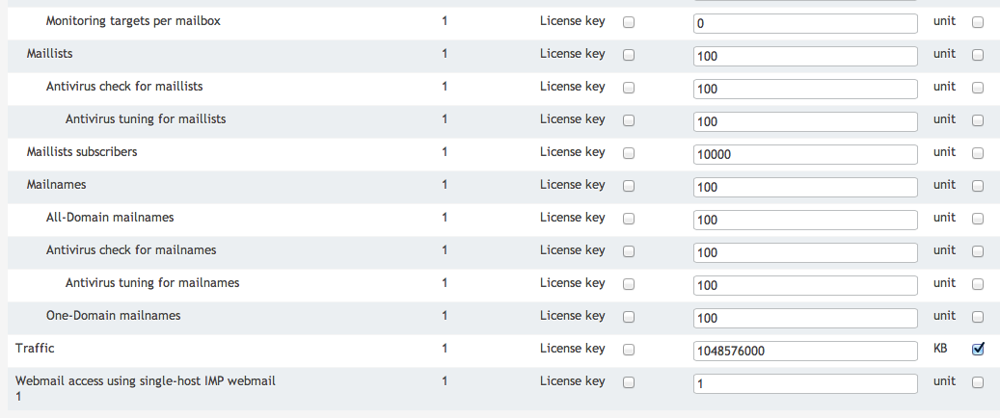 Monitoring targets per mailbox 1 License key 0 unit
Maillists 1 License key 100 unit
Antivirus check for maillists 1 License key 100 unit
Antivirus tuning for maillists 1 License key 100 unit
Maillists subscribers 1 License key 10000 unit
Mailnames 1 License key 100 unit
All-Domain mailnames 1 License key 100 unit
Antivirus check for mailnames 1 License key 100 unit
Antivirus tuning for mailnames 1 License key 100 unit
One-Domain mailnames 1 License key 100 unit
Traffic 1 License key 1048576000 KB
Webmail access using single-host IMP webmail 1 License key 1 unit
1